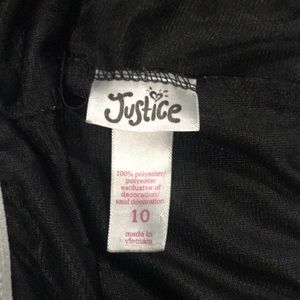 Justice
100% polyester/
polyester
exclusive of
decoration/
sauf décoration
10
made in
vietnam